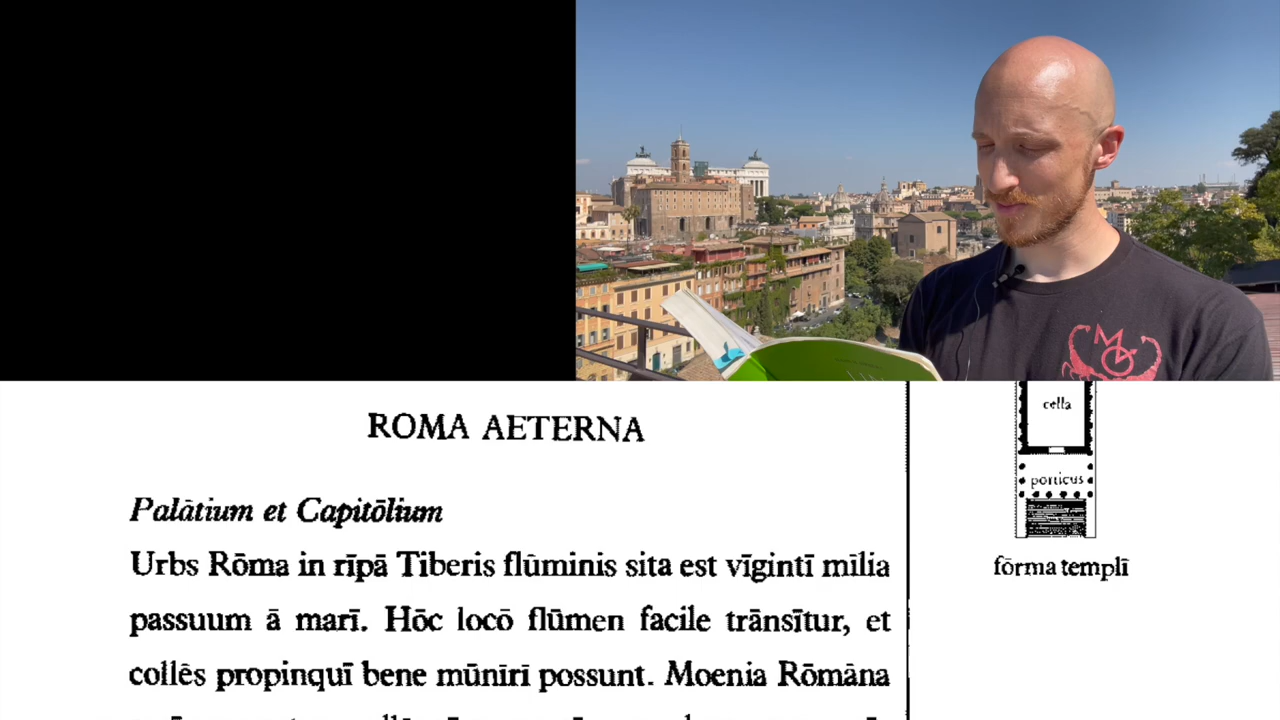 ROMA AETERNA
Palātium et Capitōlium
Urbs Rōma in rīpā Tiberis flūminis sita est vīgintī mīlia
passuum ā marī. Hōc locō flūmen facile trānsītur, et
collēs propinquī bene mūnīrī possunt. Moenia Rōmāna
cella
porticus
fōrma templī